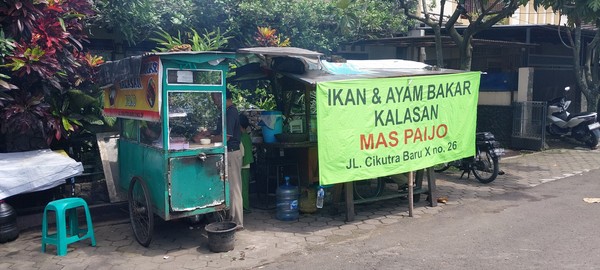 IKAN & AYAM BAKAR
KALASAN
MAS PAIJO
JL. Cikutra Baru X no. 26